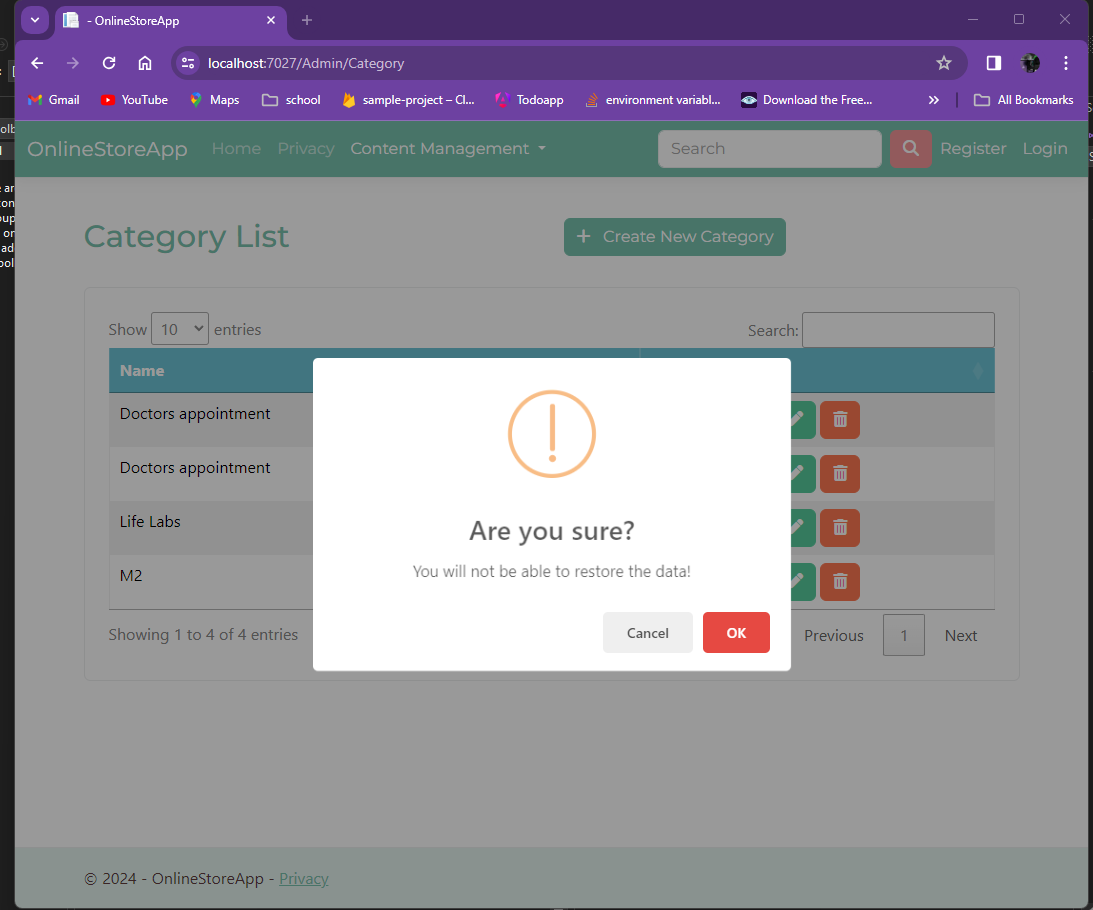 - OnlineStoreApp
localhost:7027/Admin/Category
Gmail YouTube Maps school sample-project – Cl... Todoapp environment variabl... Download the Free... » All Bookmarks
OnlineStoreApp Home Privacy Content Management Search Register Login
Category List + Create New Category
Show 10 entries Search:
Name
Doctors appointment
Doctors appointment
Life Labs
M2
Are you sure?
You will not be able to restore the data!
Cancel OK
Showing 1 to 4 of 4 entries Previous 1 Next
© 2024 - OnlineStoreApp - Privacy